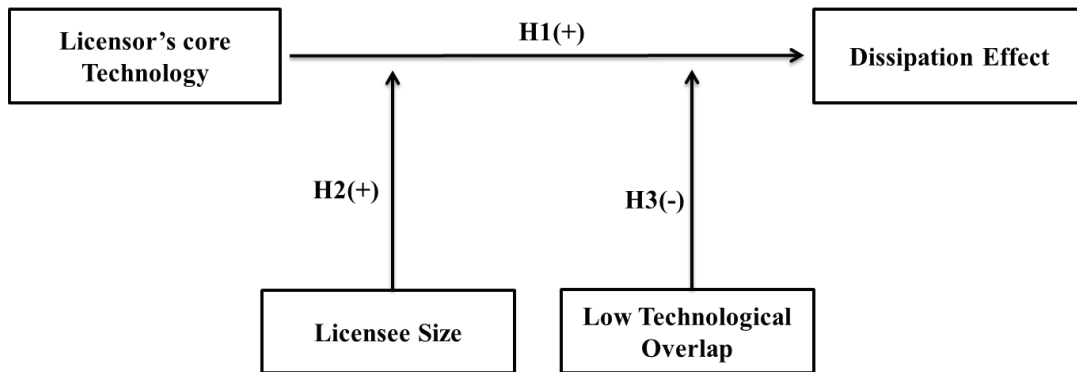 Licensor's core
Technology
H1(+)
Dissipation Effect
H2(+)
H3(-)
Licensee Size
Low Technological
Overlap